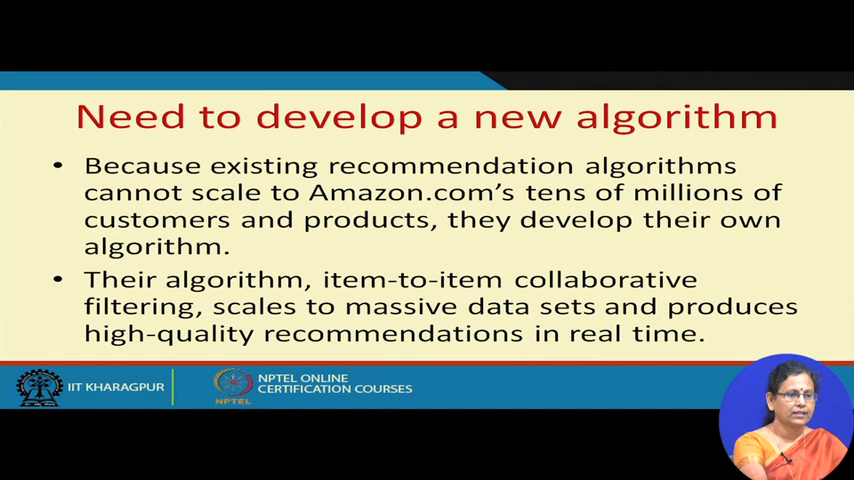 Need to develop a new algorithm
• Because existing recommendation algorithms
cannot scale to Amazon.com's tens of millions of
customers and products, they develop their own
algorithm.
• Their algorithm, item-to-item collaborative
filtering, scales to massive data sets and produces
high-quality recommendations in real time.
IIT KHARAGPUR
NPTEL
NPTEL ONLINE
CERTIFICATION COURSES